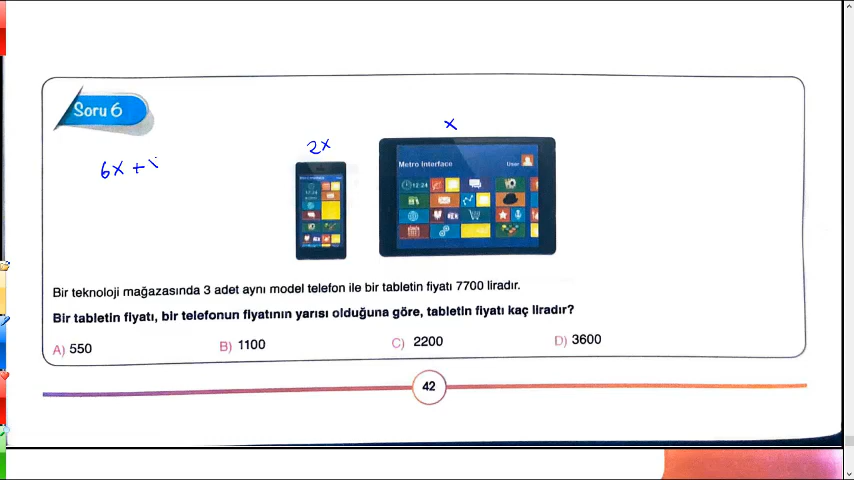 Soru 6
6x +
2x
x
Metro Interface
User
12:24
Bir teknoloji mağazasında 3 adet aynı model telefon ile bir tabletin fiyatı 7700 liradır.
Bir tabletin fiyatı, bir telefonun fiyatının yarısı olduğuna göre, tabletin fiyatı kaç liradır?
A) 550
B) 1100
C) 2200
D) 3600
42